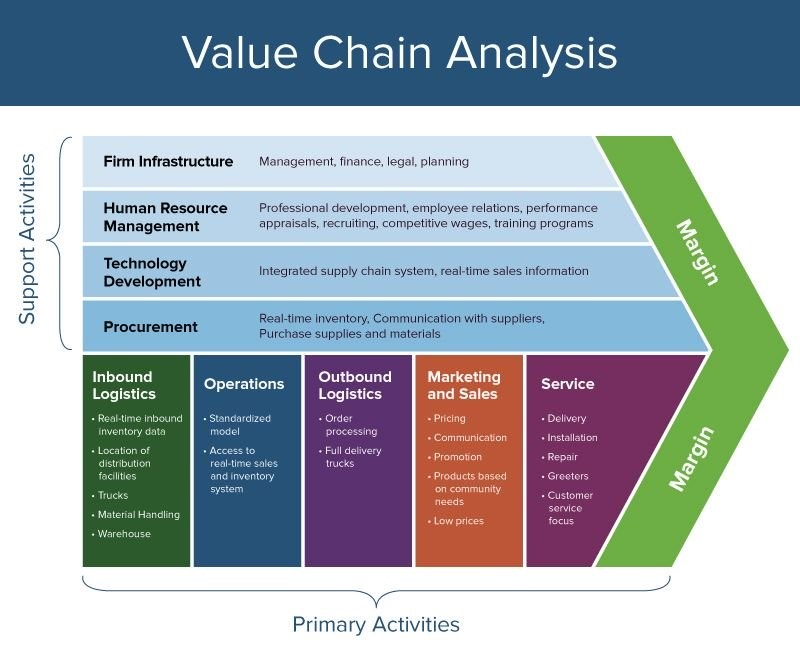 Value Chain Analysis
Support Activities
Firm Infrastructure
Management, finance, legal, planning
Human Resource
Management
Professional development, employee relations, performance
appraisals, recruiting, competitive wages, training programs
Technology
Development
Integrated supply chain system, real-time sales information
Procurement
Real-time inventory, Communication with suppliers,
Purchase supplies and materials
Margin
Margin
Inbound
Logistics
• Real-time inbound
inventory data
• Location of
distribution
facilities
• Trucks
• Material Handling
• Warehouse
Operations
• Standardized
model
• Access to
real-time sales
and inventory
system
Outbound
Logistics
• Order
processing
• Full delivery
trucks
Marketing
and Sales
• Pricing
• Communication
• Promotion
• Products based
on community
needs
• Low prices
Service
• Delivery
• Installation
• Repair
• Greeters
• Customer
service
focus
Primary Activities